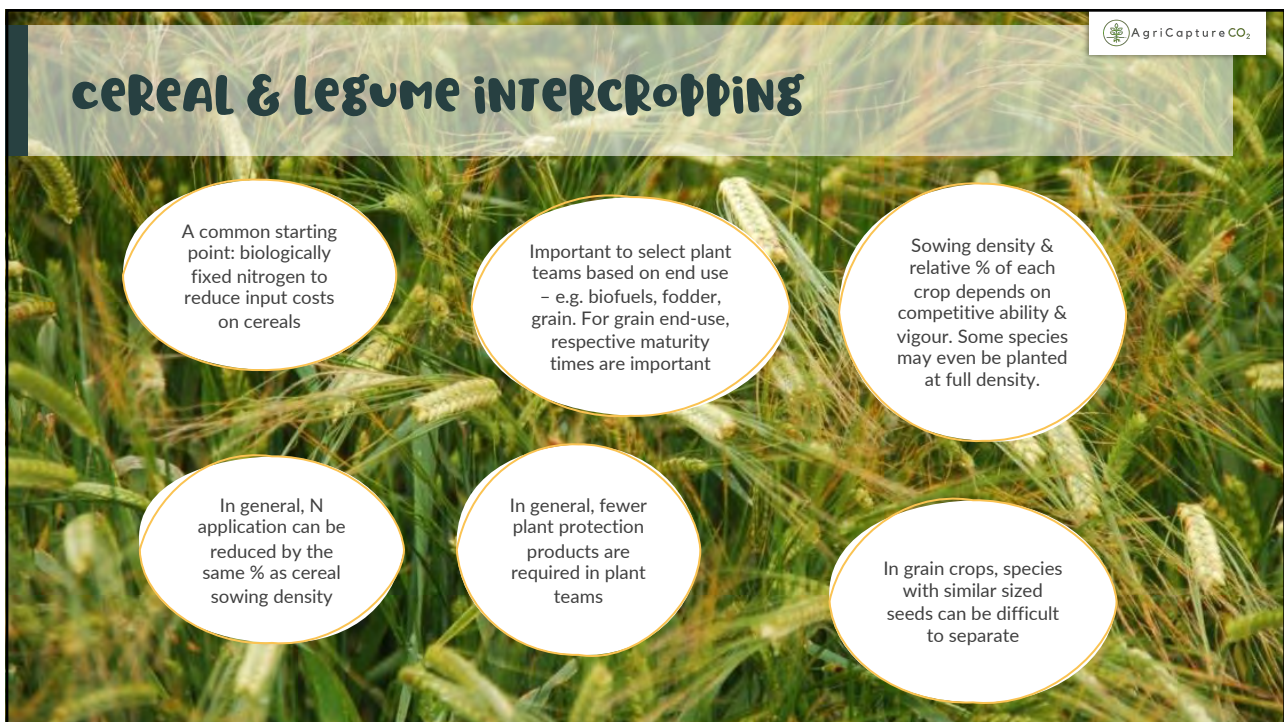 AgriCaptureCO₂
cereal & legume intercropping
A common starting
point: biologically
fixed nitrogen to
reduce input costs
on cereals
Important to select plant
teams based on end use
– e.g. biofuels, fodder,
grain. For grain end-use,
respective maturity
times are important
Sowing density &
relative % of each
crop depends on
competitive ability &
vigour. Some species
may even be planted
at full density.
In general, N
application can be
reduced by the
same % as cereal
sowing density
In general, fewer
plant protection
products are
required in plant
teams
In grain crops, species
with similar sized
seeds can be difficult
to separate